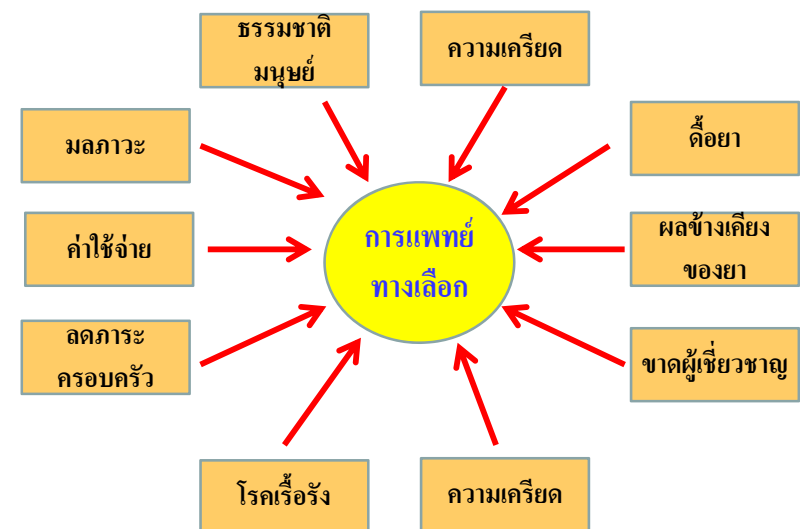 ธรรมชาติ
มนุษย์
ความเครียด
มลภาวะ
ดื้อยา
การแพทย์
ทางเลือก
ค่าใช้จ่าย
ผลข้างเคียง
ของยา
ลดภาระ
ครอบครัว
ขาดผู้เชี่ยวชาญ
โรคเรื้อรัง
ความเครียด